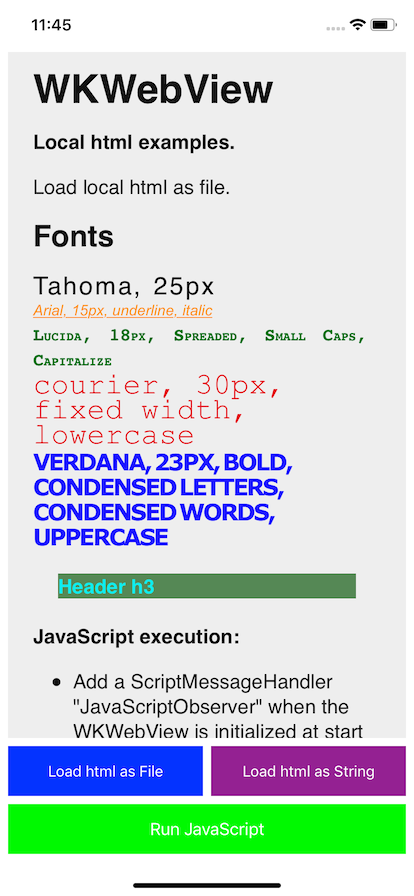 11:45
WKWebView
Local html examples.
Load local html as file.
Fonts
Tahoma, 25px
Arial, 15px, underline, italic
Lucida, 18px, Spreaded, Small Caps,
Capitalize
courier, 30px,
fixed width,
lowercase
VERDANA, 23PX, BOLD,
CONDENSED LETTERS,
CONDENSED WORDS,
UPPERCASE
Header h3
JavaScript execution:
• Add a ScriptMessageHandler
"JavaScriptObserver" when the
WKWebView is initialized at start
Load html as File
Load html as String
Run JavaScript